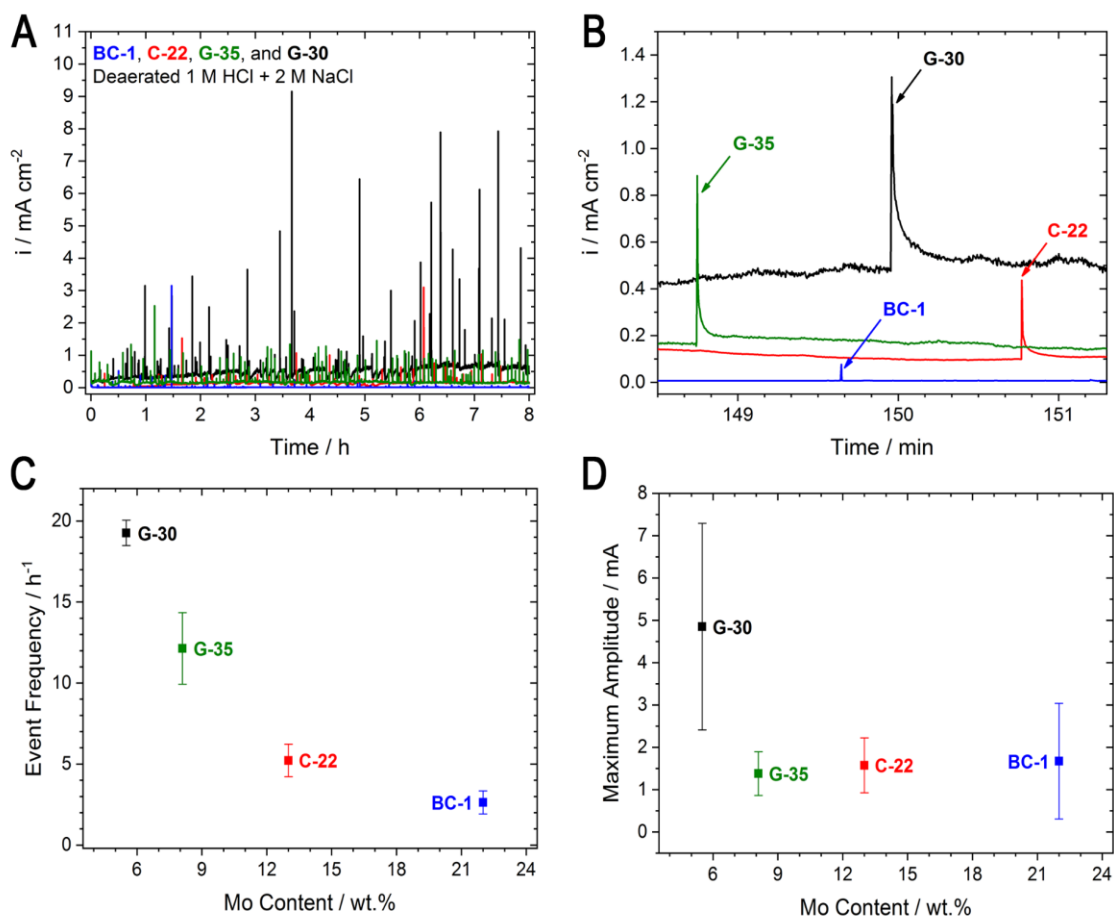 A
BC-1, C-22, G-35, and G-30
Deaerated 1 M HCl + 2 M NaCl
i / mA cm⁻²
11
10
9
8
7
6
5
4
3
2
1
0
0 1 2 3 4 5 6 7 8
Time / h
B
i / mA cm⁻²
1.4
1.2
1.0
0.8
0.6
0.4
0.2
0.0
G-30
G-35
C-22
BC-1
149 150 151
Time / min
C
Event Frequency / h⁻¹
20
15
10
5
0
G-30
G-35
C-22
BC-1
6 9 12 15 18 21 24
Mo Content / wt.%
D
Maximum Amplitude / mA
8
7
6
5
4
3
2
1
0
G-30
G-35
C-22
BC-1
6 9 12 15 18 21 24
Mo Content / wt.%